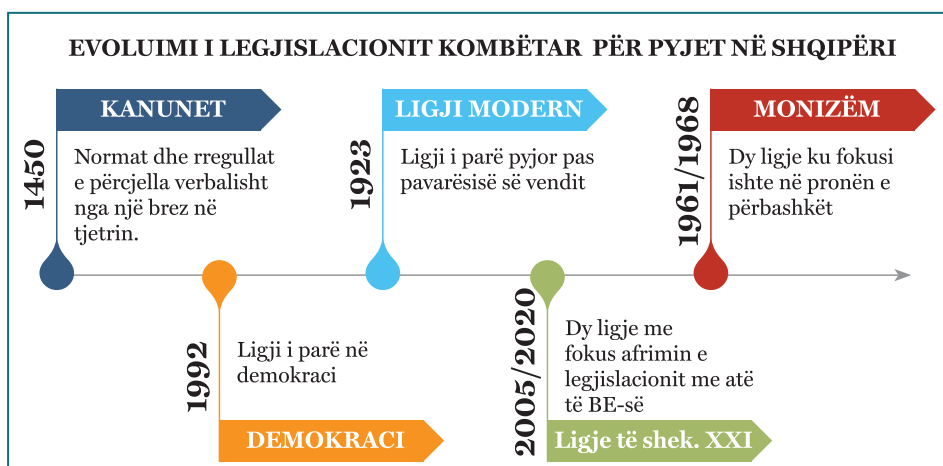 EVOLUIMI I LEGJISLACIONIT KOMBËTAR PËR PYJET NË SHQIPËRI
KANUNET
1450
Normat dhe rregullat
e përcjella verbalisht
nga një brez në
tjetrin.
LIGJI MODERN
1923
Ligji i parë pyjor pas
pavarësisë së vendit
MONIZËM
1961/1968
Dy ligje ku fokusi
ishte në pronën e
përbashkët
1992
Ligji i parë në
demokraci
DEMOKRACI
2005/2020
Dy ligje me
fokus afrimin e
legjislacionit me atë
të BE-së
Ligje të shek. XXI